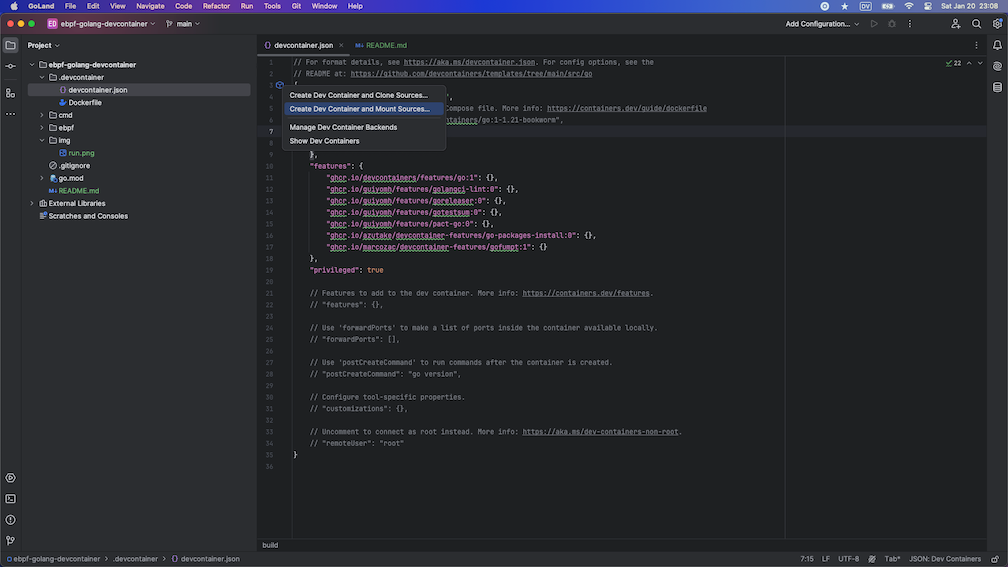 GoLand File Edit View Navigate Code Refactor Run Tools Git Window Help DV Sat Jan 20 23:08
ED ebpf-golang-devcontainer main Add Configuration...
Project
ebpf-golang-devcontainer
.devcontainer
devcontainer.json
Dockerfile
cmd
ebpf
img
run.png
.gitignore
go.mod
README.md
External Libraries
Scratches and Consoles
devcontainer.json README.md
22
1 // For format details, see https://aka.ms/devcontainer.json. For config options, see the
2 // README at: https://github.com/devcontainers/templates/tree/main/src/go
3 {
Create Dev Container and Clone Sources...
",
Create Dev Container and Mount Sources...
5 Compose file. More info: https://containers.dev/guide/dockerfile
6 ntainers/go:1-1.21-bookworm",
Manage Dev Container Backends
7
Show Dev Containers
8
9 },
10 "features": {
11 "ghcr.io/devcontainers/features/go:1": {},
12 "ghcr.io/guiyomh/features/golangci-lint:0": {},
13 "ghcr.io/guiyomh/features/goreleaser:0": {},
14 "ghcr.io/guiyomh/features/gotestsum:0": {},
15 "ghcr.io/guiyomh/features/pact-go:0": {},
16 "ghcr.io/azutake/devcontainer-features/go-packages-install:0": {},
17 "ghcr.io/marcozac/devcontainer-features/gofumpt:1": {}
18 },
19 "privileged": true
20
21 // Features to add to the dev container. More info: https://containers.dev/features.
22 // "features": {},
23
24 // Use 'forwardPorts' to make a list of ports inside the container available locally.
25 // "forwardPorts": [],
26
27 // Use 'postCreateCommand' to run commands after the container is created.
28 // "postCreateCommand": "go version",
29
30 // Configure tool-specific properties.
31 // "customizations": {},
32
33 // Uncomment to connect as root instead. More info: https://aka.ms/dev-containers-non-root.
34 // "remoteUser": "root"
35 }
36
build
ebpf-golang-devcontainer > .devcontainer > devcontainer.json 7:15 LF UTF-8 Tab* JSON: Dev Containers